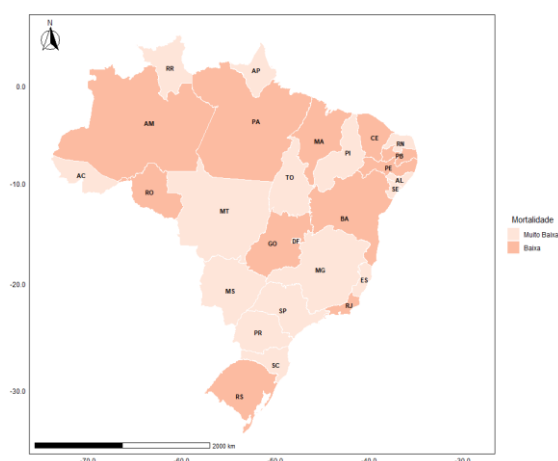 N
RR
AP
0.0
AM
PA
MA
CE
RN
PI
PB
PE
AC
TO
AL
SE
-10.0
RO
BA
MT
Mortalidade
GO
DF
Muito Baixa
Baixa
MG
ES
-20.0
MS
SP
RJ
PR
SC
-30.0
RS
2000 km
-70.0
-60.0
-50.0
-40.0
-30.0